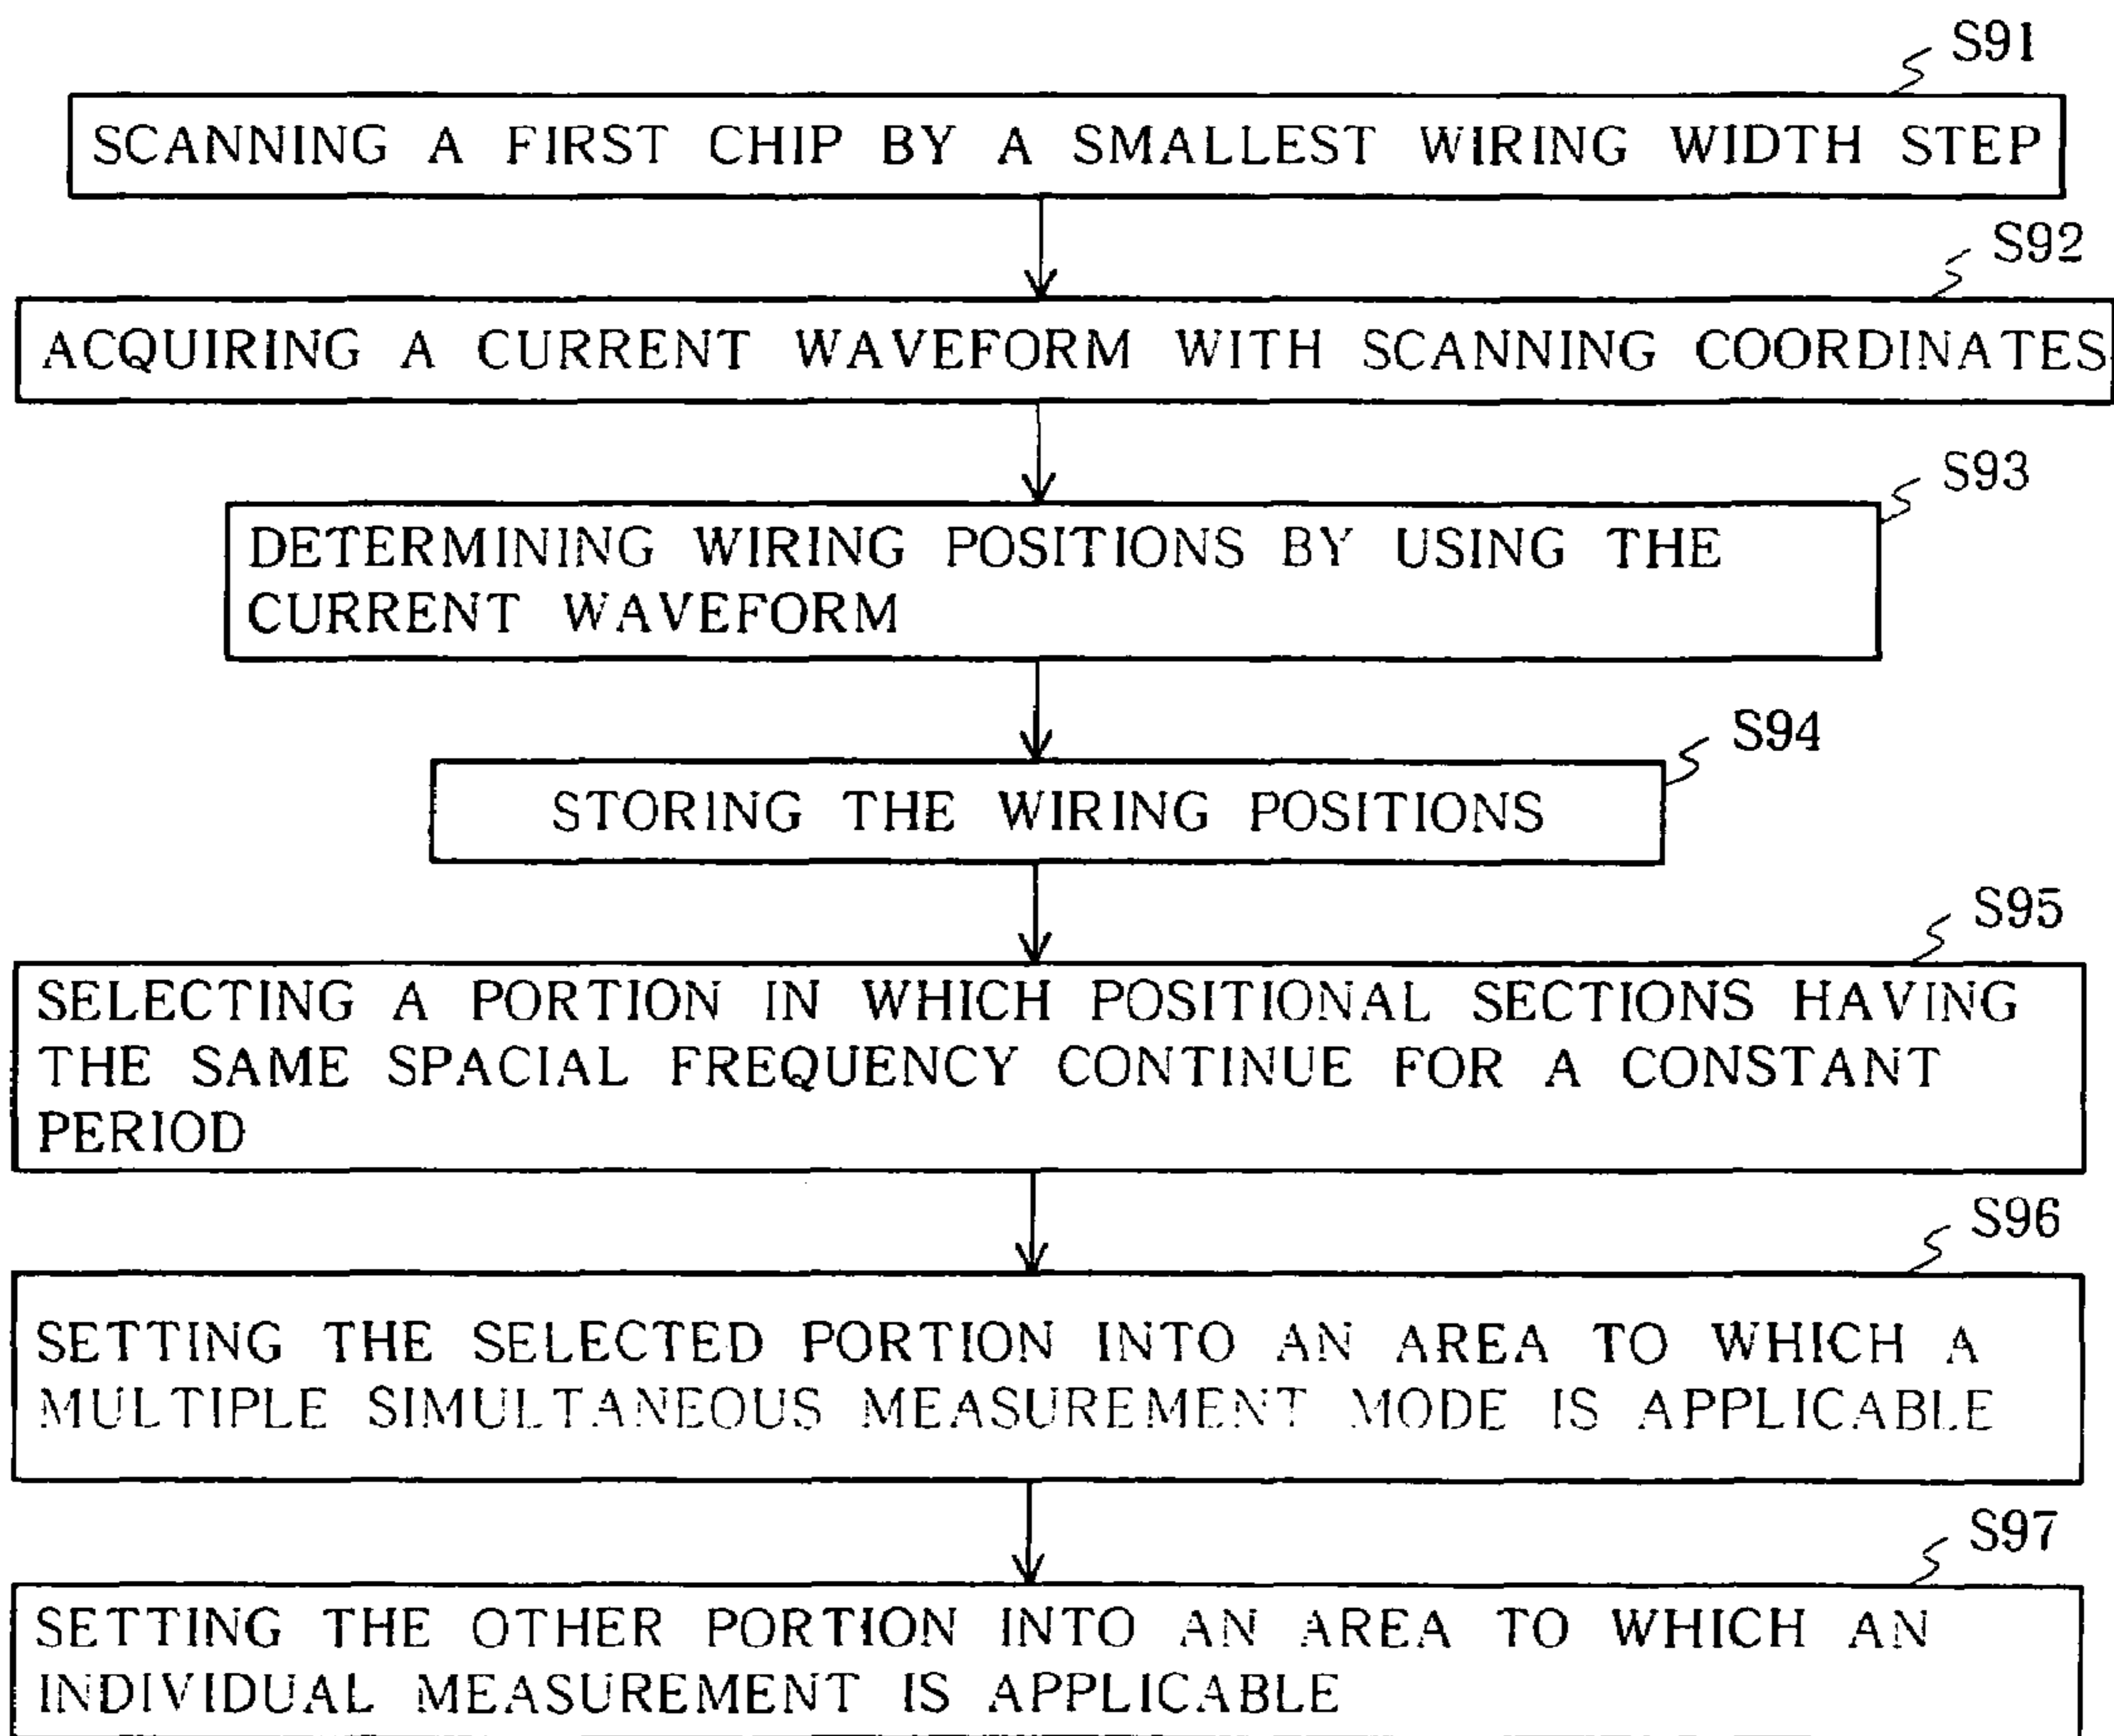 S91
SCANNING A FIRST CHIP BY A SMALLEST WIRING WIDTH STEP
S92
ACQUIRING A CURRENT WAVEFORM WITH SCANNING COORDINATES
S93
DETERMINING WIRING POSITIONS BY USING THE
CURRENT WAVEFORM
S94
STORING THE WIRING POSITIONS
S95
SELECTING A PORTION IN WHICH POSITIONAL SECTIONS HAVING
THE SAME SPACIAL FREQUENCY CONTINUE FOR A CONSTANT
PERIOD
S96
SETTING THE SELECTED PORTION INTO AN AREA TO WHICH A
MULTIPLE SIMULTANEOUS MEASUREMENT MODE IS APPLICABLE
S97
SETTING THE OTHER PORTION INTO AN AREA TO WHICH AN
INDIVIDUAL MEASUREMENT IS APPLICABLE